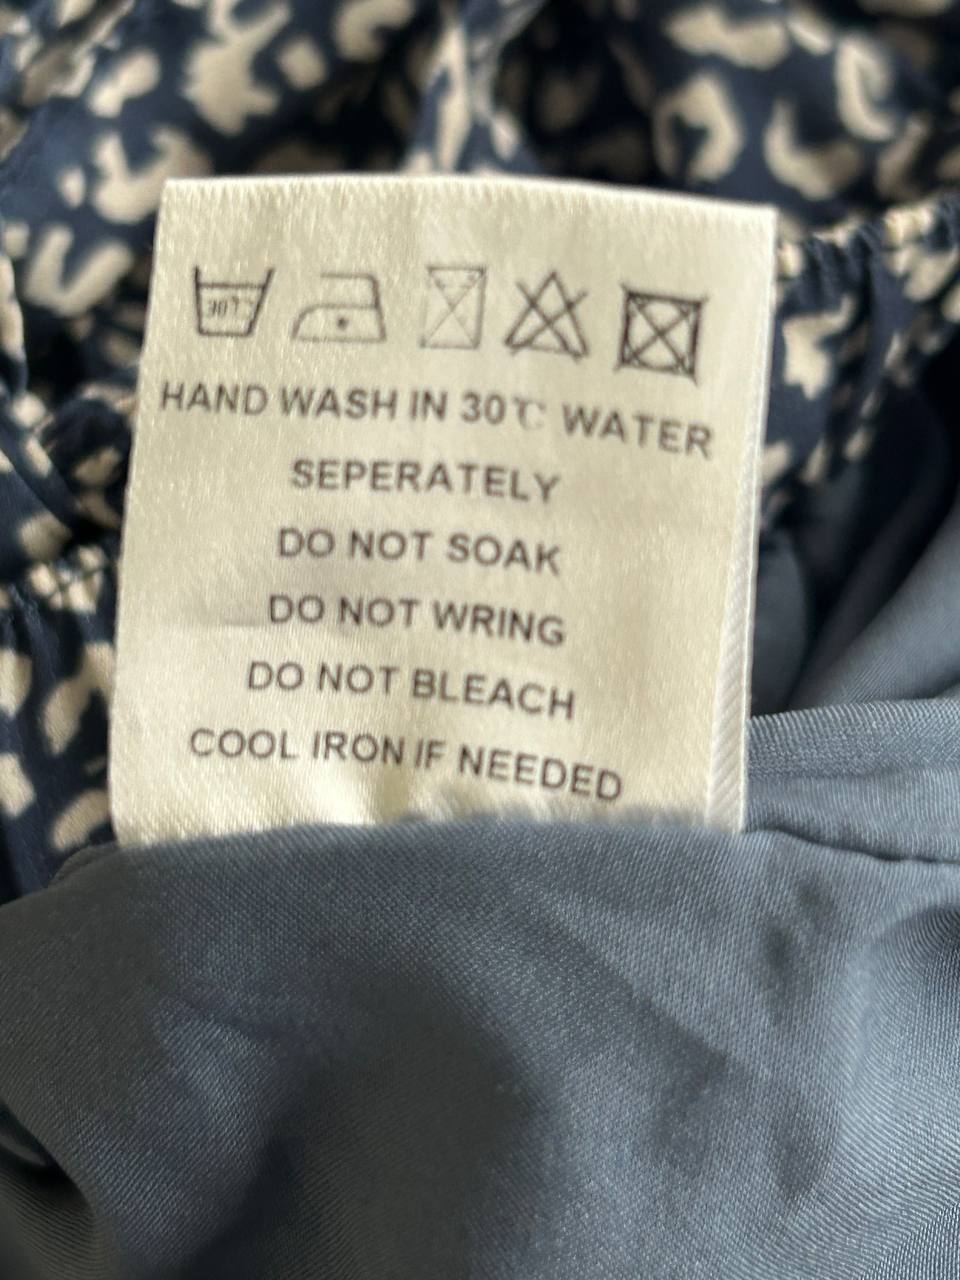 30℃
HAND WASH IN 30℃ WATER
SEPERATELY
DO NOT SOAK
DO NOT WRING
DO NOT BLEACH
COOL IRON IF NEEDED